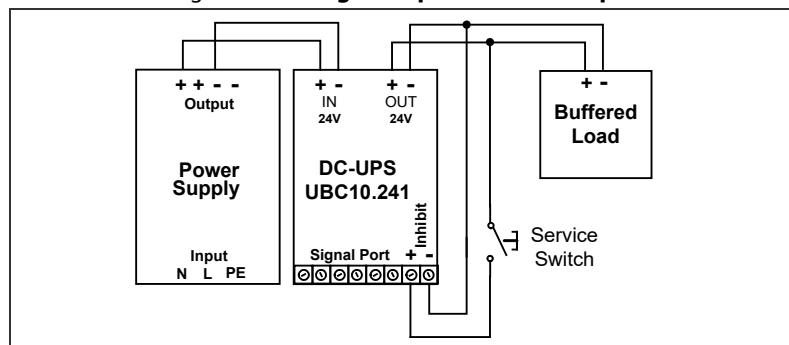 + + - -
Output
Power
Supply
Input
N L PE
+ -
IN
24V
+ -
OUT
24V
DC-UPS
UBC10.241
Inhibit
Signal Port + -
+ -
Buffered
Load
Service
Switch